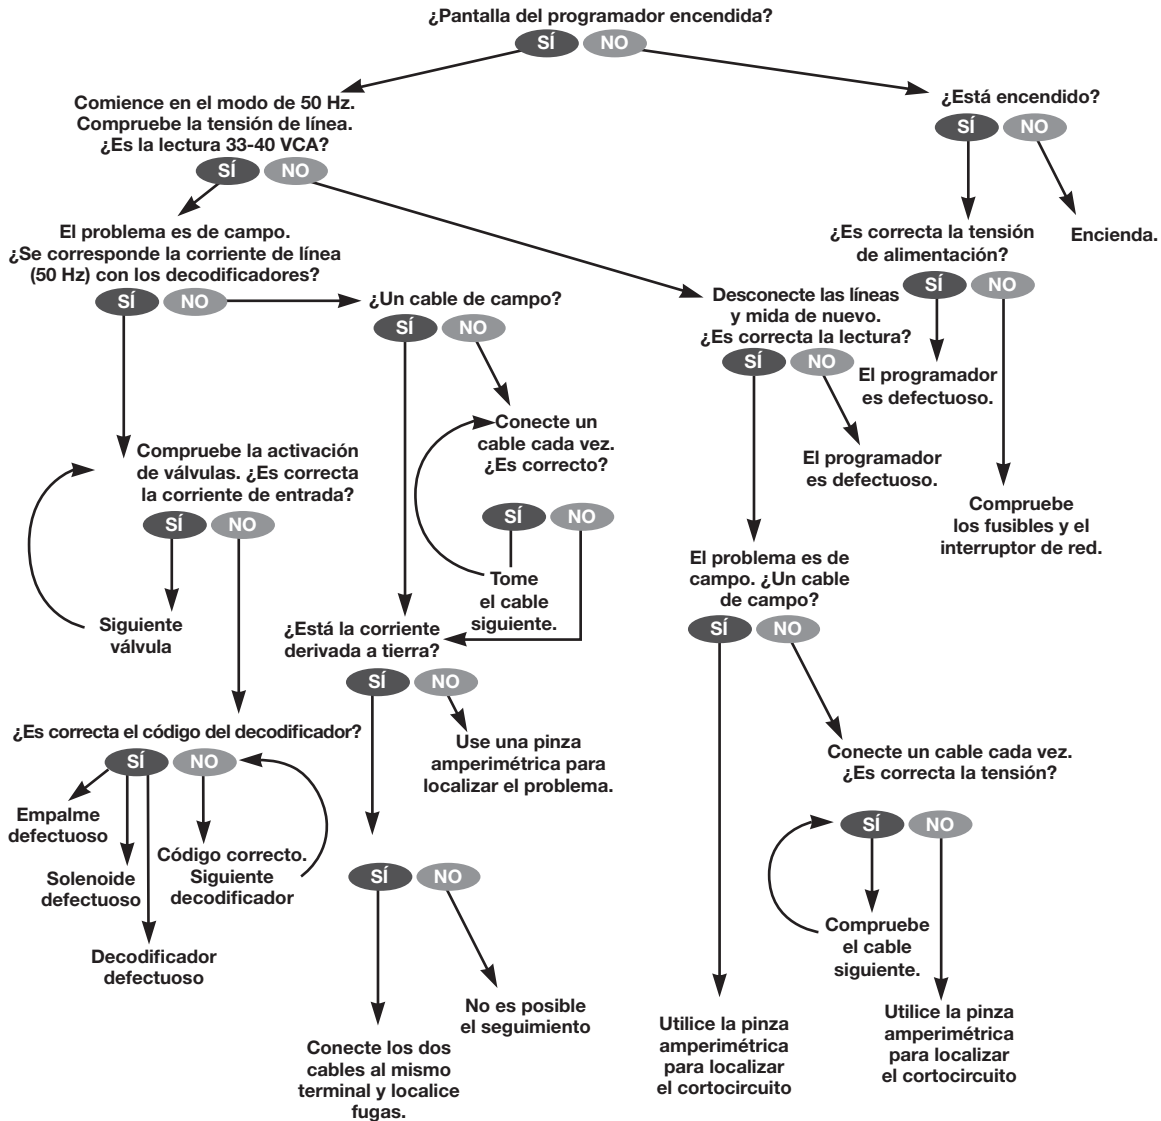 ¿Pantalla del programador encendida?
SÍ NO
Comience en el modo de 50 Hz.
Compruebe la tensión de línea.
¿Es la lectura 33-40 VCA?
SÍ NO
¿Está encendido?
SÍ NO
Encienda.
¿Es correcta la tensión
de alimentación?
SÍ NO
El programador
es defectuoso.
Compruebe
los fusibles y el
interruptor de red.
El problema es de campo.
¿Se corresponde la corriente de línea
(50 Hz) con los decodificadores?
SÍ NO
¿Un cable de campo?
SÍ NO
Desconecte las líneas
y mida de nuevo.
¿Es correcta la lectura?
SÍ NO
El programador
es defectuoso.
Conecte un
cable cada vez.
¿Es correcto?
SÍ NO
Tome
el cable
siguiente.
Compruebe la activación
de válvulas. ¿Es correcta
la corriente de entrada?
SÍ NO
Siguiente
válvula
¿Está la corriente
derivada a tierra?
SÍ NO
Use una pinza
amperimétrica para
localizar el problema.
El problema es de
campo. ¿Un cable
de campo?
SÍ NO
¿Es correcta el código del decodificador?
SÍ NO
Empalme
defectuoso
Solenoide
defectuoso
Decodificador
defectuoso
Código correcto.
Siguiente
decodificador
SÍ NO
No es posible
el seguimiento
Conecte los dos
cables al mismo
terminal y localice
fugas.
Conecte un cable cada vez.
¿Es correcta la tensión?
SÍ NO
Compruebe
el cable
siguiente.
Utilice la pinza
amperimétrica
para localizar
el cortocircuito
Utilice la pinza
amperimétrica
para localizar
el cortocircuito